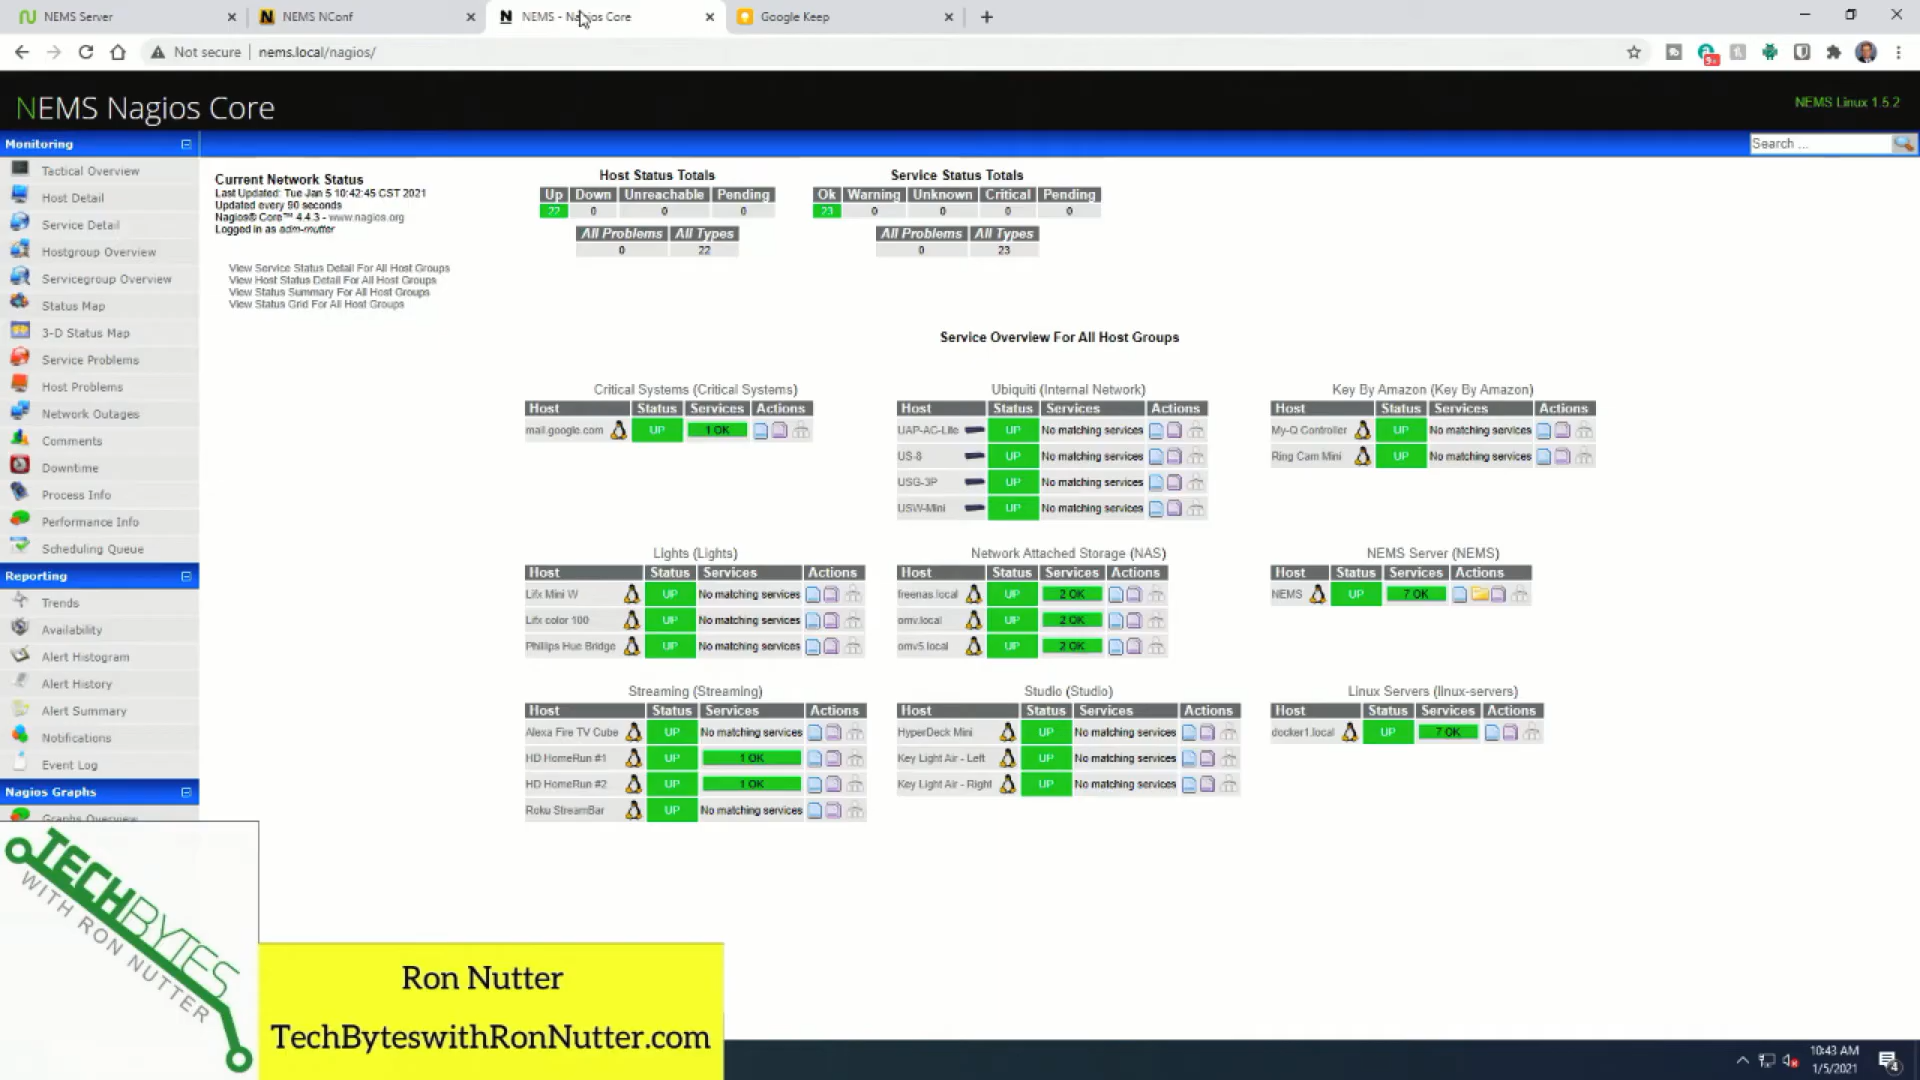 NEMS Server
NEMS NConf
NEMS - Nagios Core
Google Keep
Not secure
nems.local/nagios/
9+
NEMS Nagios Core
NEMS Linux 1.5.2
Search ...
Monitoring
Tactical Overview
Host Detail
Service Detail
Hostgroup Overview
Servicegroup Overview
Status Map
3-D Status Map
Service Problems
Host Problems
Network Outages
Comments
Downtime
Process Info
Performance Info
Scheduling Queue
Reporting
Trends
Availability
Alert Histogram
Alert History
Alert Summary
Notifications
Event Log
Nagios Graphs
Graphs Overview
Current Network Status
Last Updated: Tue Jan 5 10:42:45 CST 2021
Updated every 90 seconds
Nagios® Core™ 4.4.3 - www.nagios.org
Logged in as adm-mutter
View Service Status Detail For All Host Groups
View Host Status Detail For All Host Groups
View Status Summary For All Host Groups
View Status Grid For All Host Groups
Host Status Totals
Up Down Unreachable Pending
22 0 0 0
All Problems All Types
0 22
Service Status Totals
Ok Warning Unknown Critical Pending
23 0 0 0 0
All Problems All Types
0 23
Service Overview For All Host Groups
Critical Systems (Critical Systems)
Host Status Services Actions
mail.google.com UP 1 OK
Ubiquiti (Internal Network)
Host Status Services Actions
UAP-AC-Lite UP No matching services
US-8 UP No matching services
USG-3P UP No matching services
USW-Mini UP No matching services
Key By Amazon (Key By Amazon)
Host Status Services Actions
My-Q Controller UP No matching services
Ring Cam Mini UP No matching services
Lights (Lights)
Host Status Services Actions
Lifx Mini W UP No matching services
Lifx color 100 UP No matching services
Phillips Hue Bridge UP No matching services
Network Attached Storage (NAS)
Host Status Services Actions
freenas.local UP 2 OK
omv.local UP 2 OK
omv5.local UP 2 OK
NEMS Server (NEMS)
Host Status Services Actions
NEMS UP 7 OK
Streaming (Streaming)
Host Status Services Actions
Alexa Fire TV Cube UP No matching services
HD HomeRun #1 UP 1 OK
HD HomeRun #2 UP 1 OK
Roku StreamBar UP No matching services
Studio (Studio)
Host Status Services Actions
HyperDeck Mini UP No matching services
Key Light Air - Left UP No matching services
Key Light Air - Right UP No matching services
Linux Servers (linux-servers)
Host Status Services Actions
docker1.local UP 7 OK
TECHBYTES
WITH RON NUTTER
Ron Nutter
TechByteswithRonNutter.com
10:43 AM
1/5/2021
4